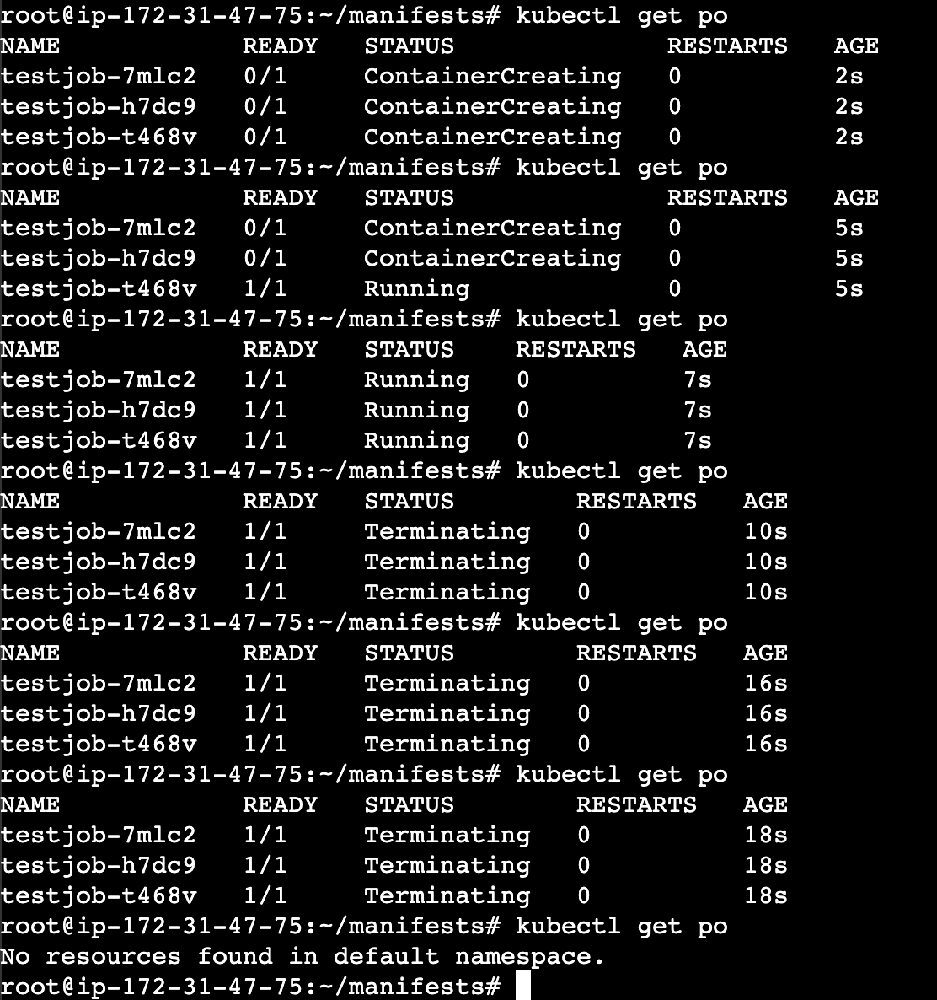 root@ip-172-31-47-75:~/manifests# kubectl get po
NAME            READY   STATUS              RESTARTS   AGE
testjob-7mlc2   0/1     ContainerCreating   0          2s
testjob-h7dc9   0/1     ContainerCreating   0          2s
testjob-t468v   0/1     ContainerCreating   0          2s
root@ip-172-31-47-75:~/manifests# kubectl get po
NAME            READY   STATUS              RESTARTS   AGE
testjob-7mlc2   0/1     ContainerCreating   0          5s
testjob-h7dc9   0/1     ContainerCreating   0          5s
testjob-t468v   1/1     Running             0          5s
root@ip-172-31-47-75:~/manifests# kubectl get po
NAME            READY   STATUS    RESTARTS   AGE
testjob-7mlc2   1/1     Running   0          7s
testjob-h7dc9   1/1     Running   0          7s
testjob-t468v   1/1     Running   0          7s
root@ip-172-31-47-75:~/manifests# kubectl get po
NAME            READY   STATUS        RESTARTS   AGE
testjob-7mlc2   1/1     Terminating   0          10s
testjob-h7dc9   1/1     Terminating   0          10s
testjob-t468v   1/1     Terminating   0          10s
root@ip-172-31-47-75:~/manifests# kubectl get po
NAME            READY   STATUS        RESTARTS   AGE
testjob-7mlc2   1/1     Terminating   0          16s
testjob-h7dc9   1/1     Terminating   0          16s
testjob-t468v   1/1     Terminating   0          16s
root@ip-172-31-47-75:~/manifests# kubectl get po
NAME            READY   STATUS        RESTARTS   AGE
testjob-7mlc2   1/1     Terminating   0          18s
testjob-h7dc9   1/1     Terminating   0          18s
testjob-t468v   1/1     Terminating   0          18s
root@ip-172-31-47-75:~/manifests# kubectl get po
No resources found in default namespace.
root@ip-172-31-47-75:~/manifests#